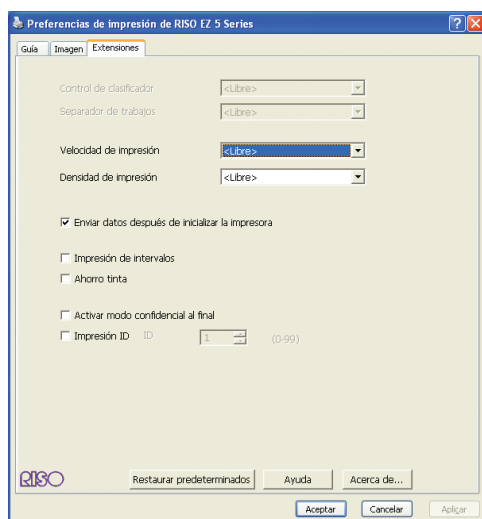 Preferencias de impresión de RISO EZ 5 Series
Guía Imagen Extensiones
Control de clasificador <Libre>
Separador de trabajos <Libre>
Velocidad de impresión <Libre>
Densidad de impresión <Libre>
Enviar datos después de inicializar la impresora
Impresión de intervalos
Ahorro tinta
Activar modo confidencial al final
Impresión ID ID 1 (0-99)
RISO Restaurar predeterminados Ayuda Acerca de...
Aceptar Cancelar Aplicar